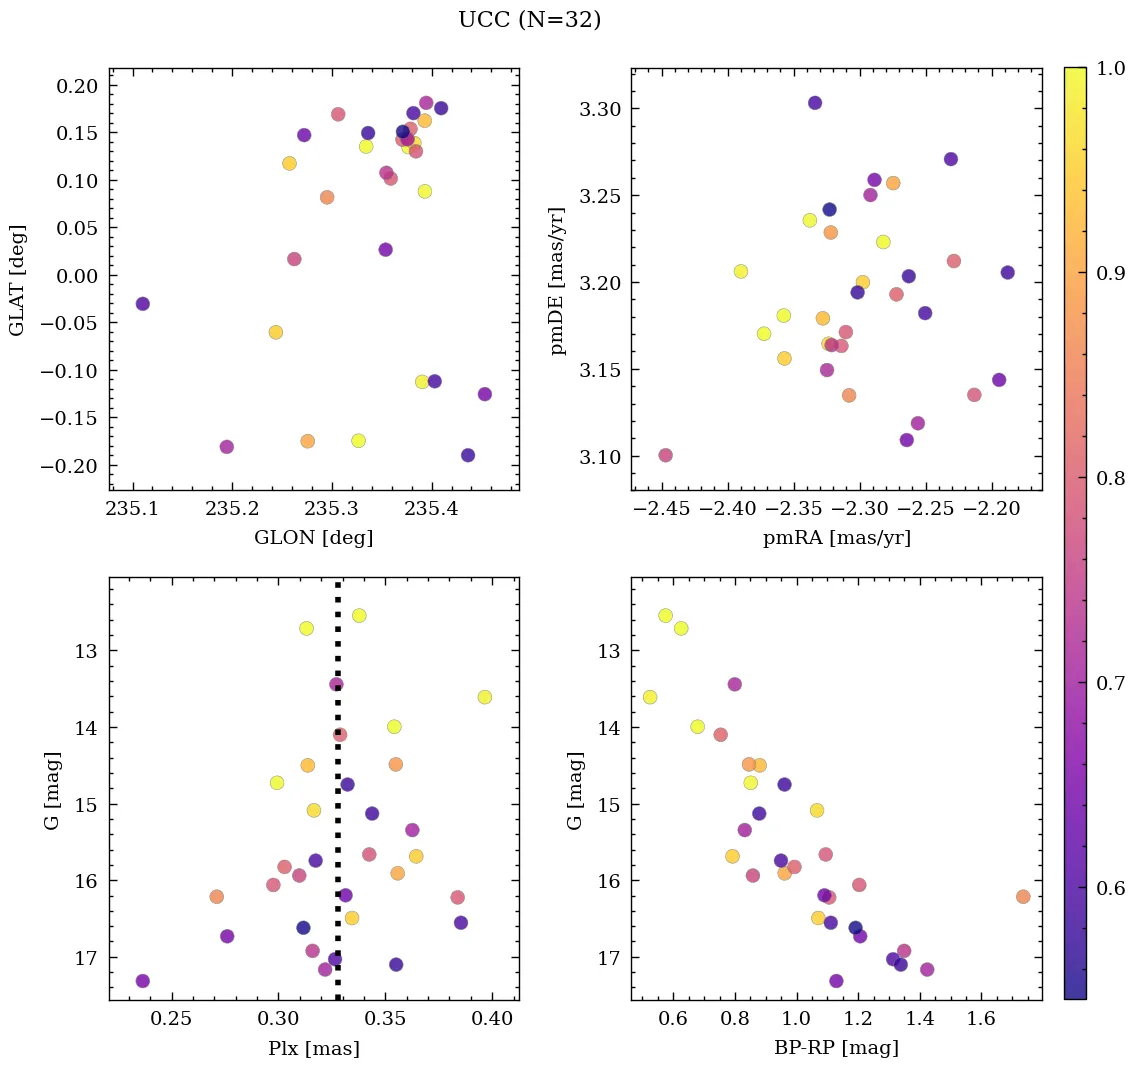 UCC (N=32)
0.20
0.15
0.10
0.05
0.00
−0.05
−0.10
−0.15
−0.20
GLAT [deg]
235.1 235.2 235.3 235.4
GLON [deg]
3.30
3.25
3.20
3.15
3.10
pmDE [mas/yr]
−2.45 −2.40 −2.35 −2.30 −2.25 −2.20
pmRA [mas/yr]
13
14
15
16
17
G [mag]
0.25 0.30 0.35 0.40
Plx [mas]
13
14
15
16
17
G [mag]
0.6 0.8 1.0 1.2 1.4 1.6
BP-RP [mag]
1.0
0.9
0.8
0.7
0.6